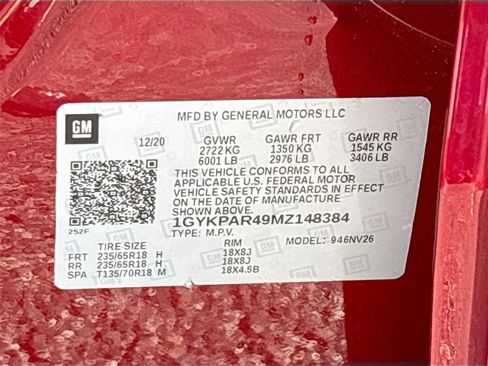 MFD BY GENERAL MOTORS LLC
GM
12/20 GVWR GAWR FRT GAWR RR
2722 KG 1350 KG 1545 KG
6001 LB 2976 LB 3406 LB
THIS VEHICLE CONFORMS TO ALL
APPLICABLE U.S. FEDERAL MOTOR
VEHICLE SAFETY STANDARDS IN EFFECT
ON THE DATE OF MANUFACTURE
SHOWN ABOVE.
1GYKPAR49MZ148384
252F TYPE: M.P.V.
TIRE SIZE RIM MODEL: 946NV26
FRT 235/65R18 H 18X8J
RR 235/65R18 H 18X8J
SPA T135/70R18 M 18X4.5B